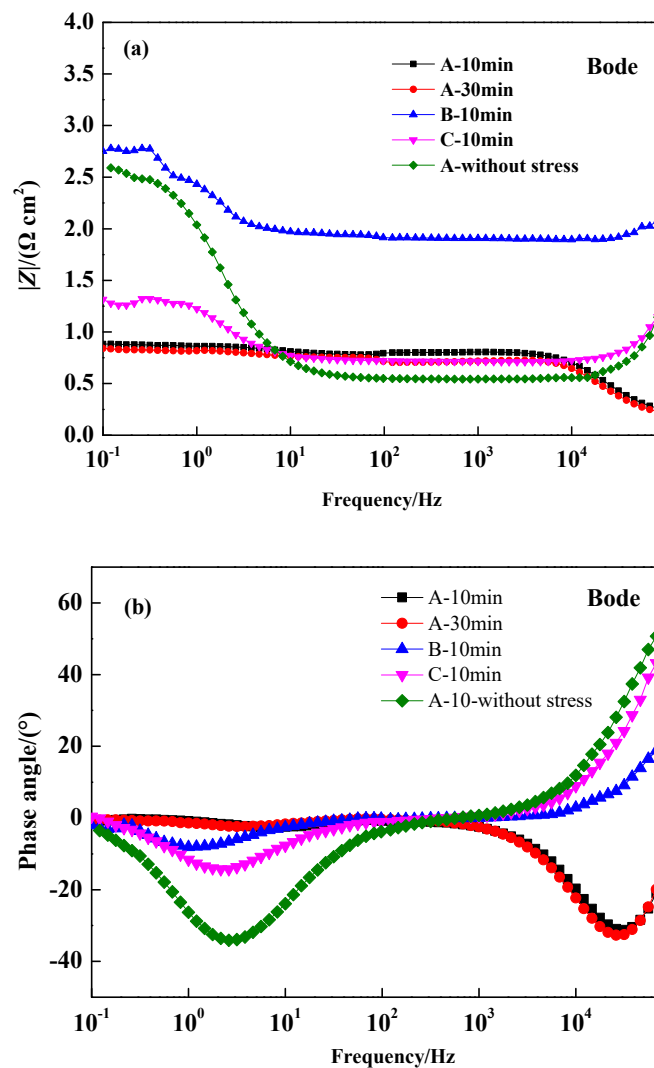 (a)
Bode
A-10min
A-30min
B-10min
C-10min
A-without stress
|Z|/(Ω cm²)
4.0
3.5
3.0
2.5
2.0
1.5
1.0
0.5
0.0
10⁻¹ 10⁰ 10¹ 10² 10³ 10⁴
Frequency/Hz
(b)
Bode
A-10min
A-30min
B-10min
C-10min
A-10-without stress
Phase angle/(°)
60
40
20
0
-20
-40
10⁻¹ 10⁰ 10¹ 10² 10³ 10⁴
Frequency/Hz